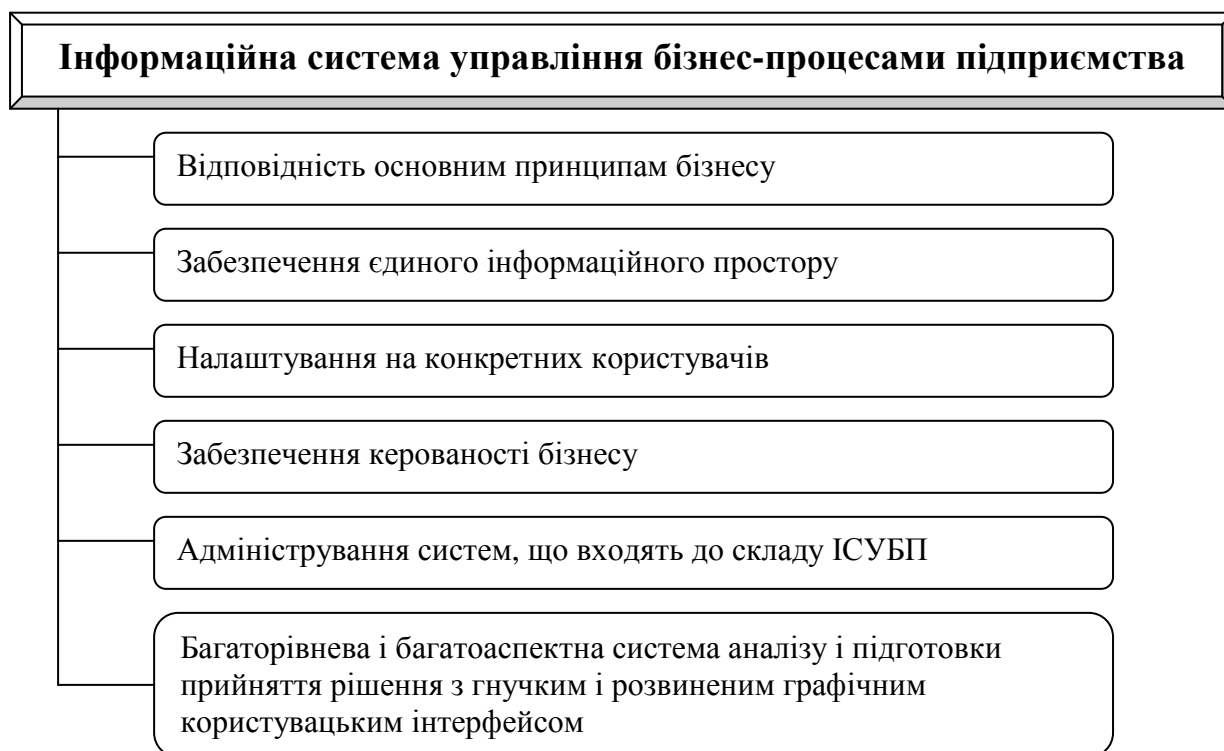 Інформаційна система управління бізнес-процесами підприємства
Відповідність основним принципам бізнесу
Забезпечення єдиного інформаційного простору
Налаштування на конкретних користувачів
Забезпечення керованості бізнесу
Адміністрування систем, що входять до складу ІСУБП
Багаторівнева і багатоаспектна система аналізу і підготовки
прийняття рішення з гнучким і розвиненим графічним
користувацьким інтерфейсом